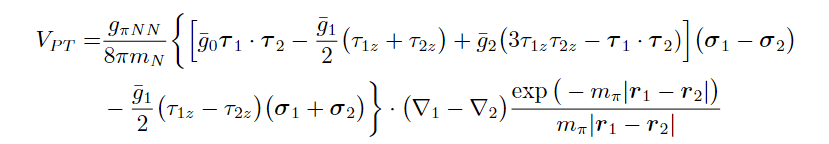 V_{PT} = \frac{g_{\pi NN}}{8\pi m_N} \Big\{ \Big[ \bar{g}_0 \boldsymbol{\tau}_1 \cdot \boldsymbol{\tau}_2 - \frac{\bar{g}_1}{2} (\tau_{1z} + \tau_{2z}) + \bar{g}_2 (3\tau_{1z}\tau_{2z} - \boldsymbol{\tau}_1 \cdot \boldsymbol{\tau}_2) \Big] (\boldsymbol{\sigma}_1 - \boldsymbol{\sigma}_2)
- \frac{\bar{g}_1}{2} (\tau_{1z} - \tau_{2z}) (\boldsymbol{\sigma}_1 + \boldsymbol{\sigma}_2) \Big\} \cdot (\nabla_1 - \nabla_2) \frac{\exp(-m_\pi |\boldsymbol{r}_1 - \boldsymbol{r}_2|)}{m_\pi |\boldsymbol{r}_1 - \boldsymbol{r}_2|}